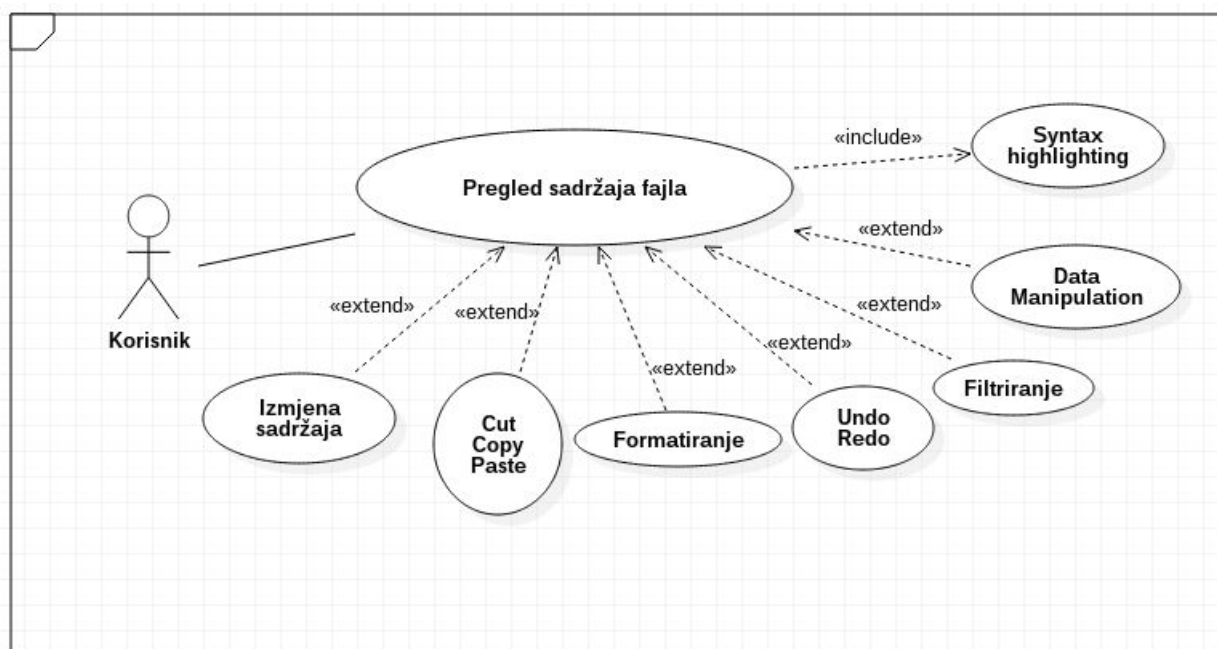 «include»
Syntax
highlighting
Pregled sadržaja fajla
«extend»
Data
Manipulation
Korisnik
«extend»
«extend»
«extend»
«extend»
«extend»
Izmjena
sadržaja
Cut
Copy
Paste
Formatiranje
Undo
Redo
Filtriranje